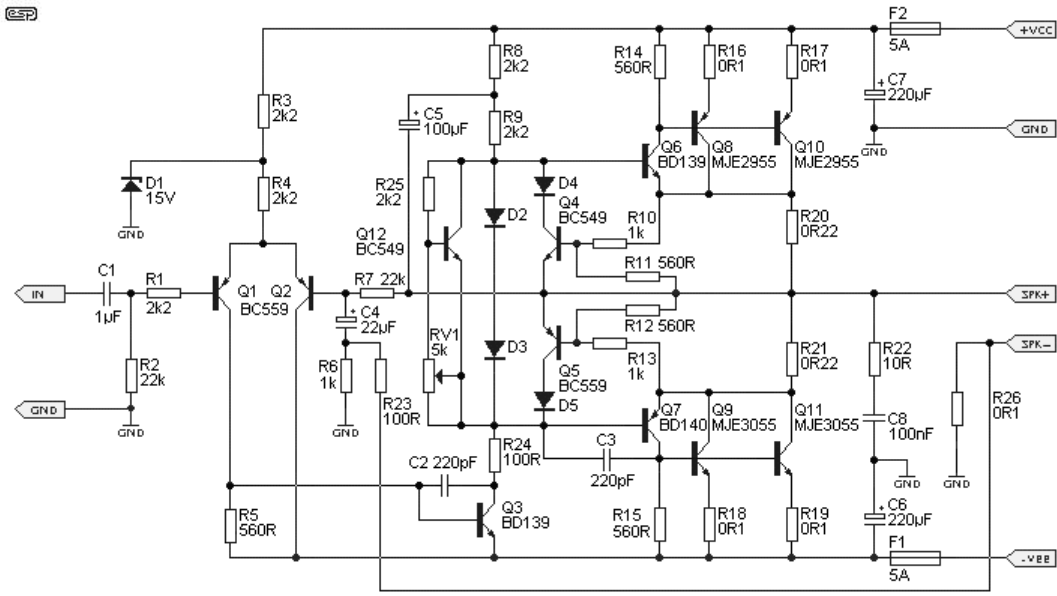 esp
F2
5A
+VCC
R14
560R
R16
0R1
R17
0R1
R8
2k2
C7
220µF
R3
2k2
C5
100µF
R9
2k2
GND
GND
Q6
BD139
Q8
MJE2955
Q10
MJE2955
D1
15V
R4
2k2
R25
2k2
D4
D2
Q4
BC549
R10
1k
R20
0R22
GND
Q12
BC549
R11 560R
C1
1µF
R1
2k2
Q1
Q2
BC559
R7 22k
IN
SPK+
C4
22µF
R12 560R
RV1
5k
D3
R13
1k
R21
0R22
R22
10R
SPK-
R2
22k
R6
1k
Q5
BC559
D5
R26
0R1
GND
GND
R23
100R
GND
Q7
BD140
Q9
MJE3055
Q11
MJE3055
C8
100nF
R24
100R
C3
220pF
C2 220pF
GND
GND
R5
560R
Q3
BD139
R15
560R
R18
0R1
R19
0R1
C6
220µF
F1
5A
-VEE